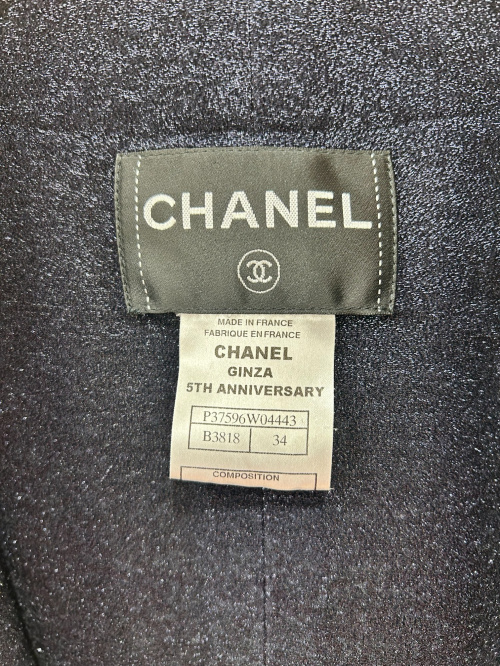 CHANEL
MADE IN FRANCE
FABRIQUE EN FRANCE
CHANEL
GINZA
5TH ANNIVERSARY
P37596W04443
B3818 34
COMPOSITION